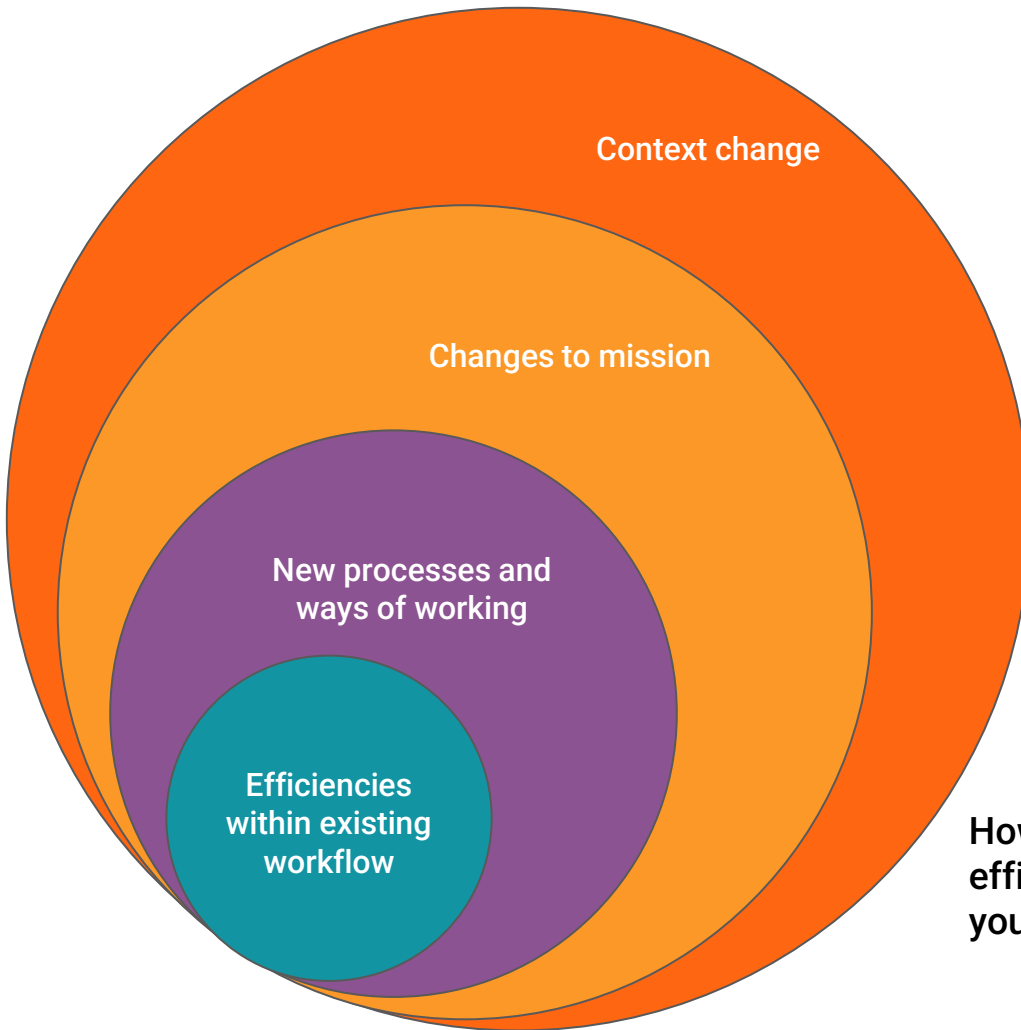 Context change
Changes to mission
New processes and
ways of working
Efficiencies
within existing
workflow